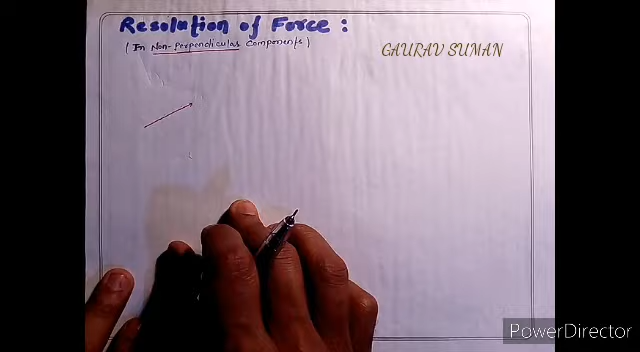 Resolution of Force :
( In Non-Perpendicular Components )
GAURAV SUMAN
PowerDirector